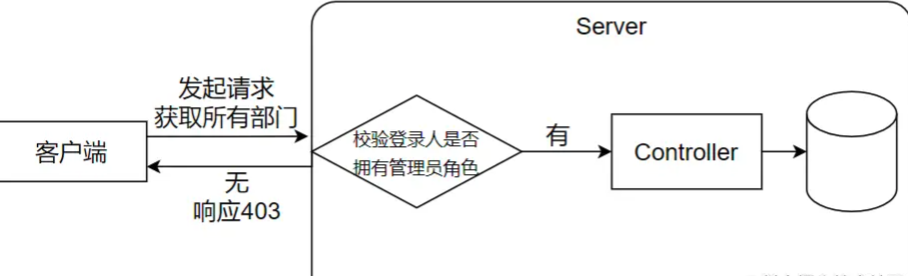 Server
发起请求
获取所有部门
客户端
校验登录人是否
拥有管理员角色
有
Controller
无
响应403